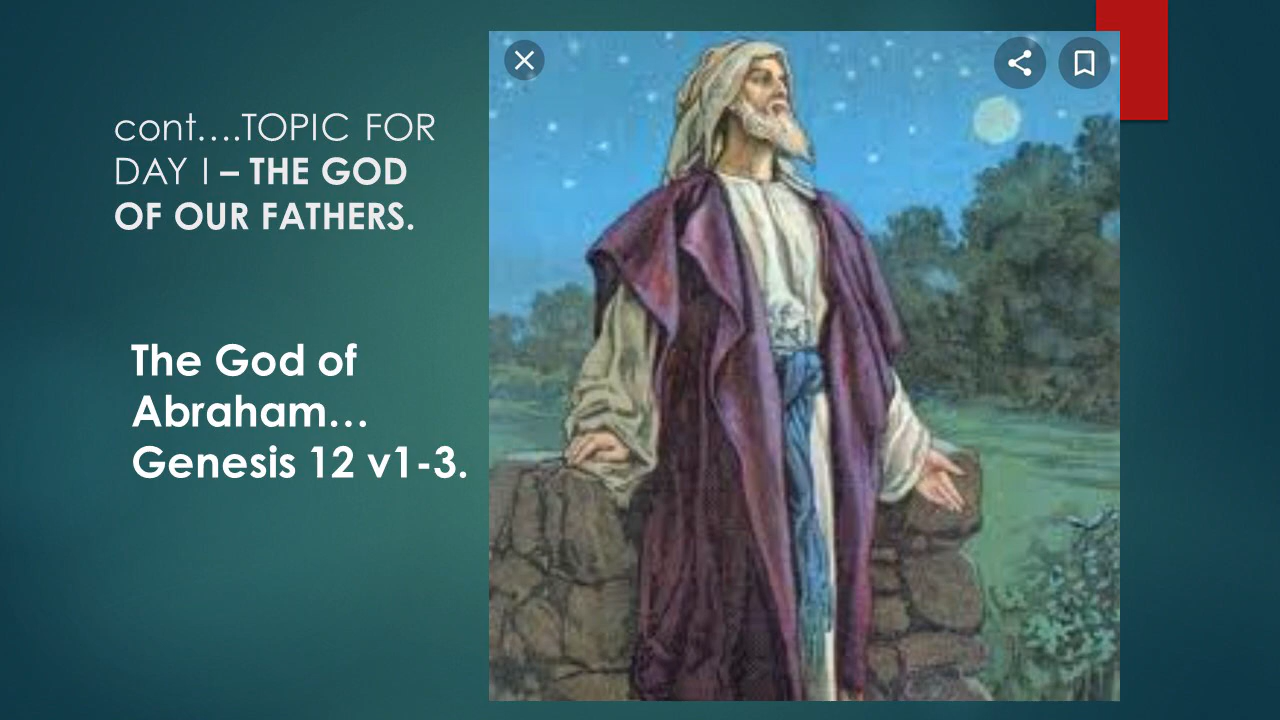 cont....TOPIC FOR
DAY I – THE GOD
OF OUR FATHERS.
The God of
Abraham...
Genesis 12 v1-3.